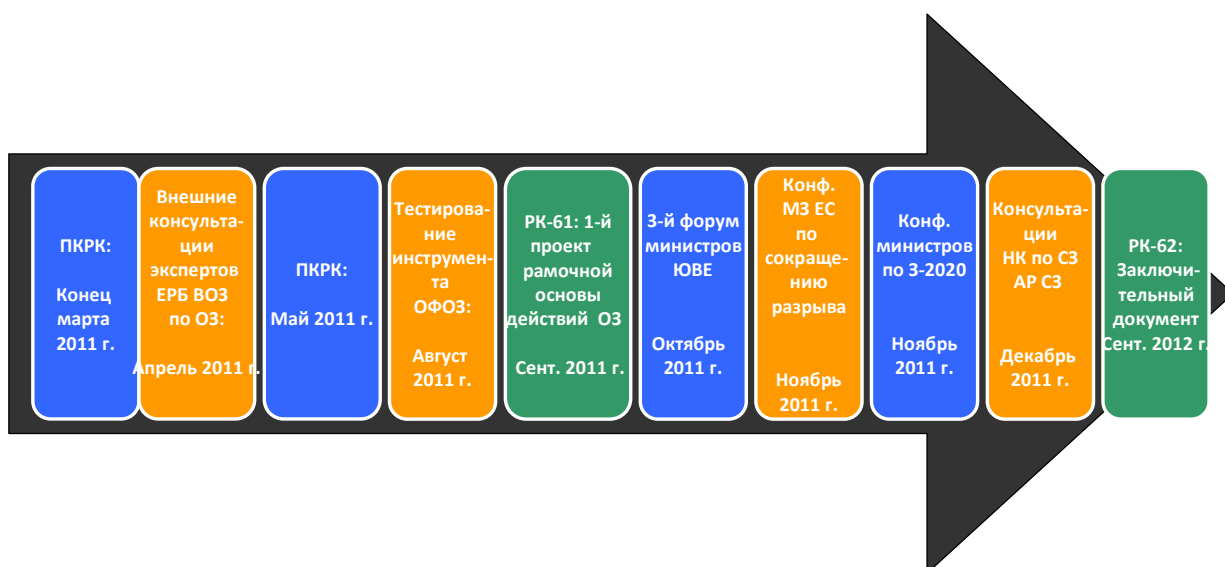 ПКРК:
Конец
марта
2011 г.
Внешние
консульта-
ции
экспертов
ЕРБ ВОЗ
по ОЗ:
Апрель 2011 г.
ПКРК:
Май 2011 г.
Тестирова-
ние
инструмен-
та
ОФОЗ:
Август
2011 г.
РК-61: 1-й
проект
рамочной
основы
действий ОЗ
Сент. 2011 г.
3-й форум
министров
ЮВЕ
Октябрь
2011 г.
Конф.
МЗ ЕС
по
сокраще-
нию
разрыва
Ноябрь
2011 г.
Конф.
министров
по З-2020
Ноябрь
2011 г.
Консульта-
ции
НК по СЗ
АР СЗ
Декабрь
2011 г.
РК-62:
Заключи-
тельный
документ
Сент. 2012 г.